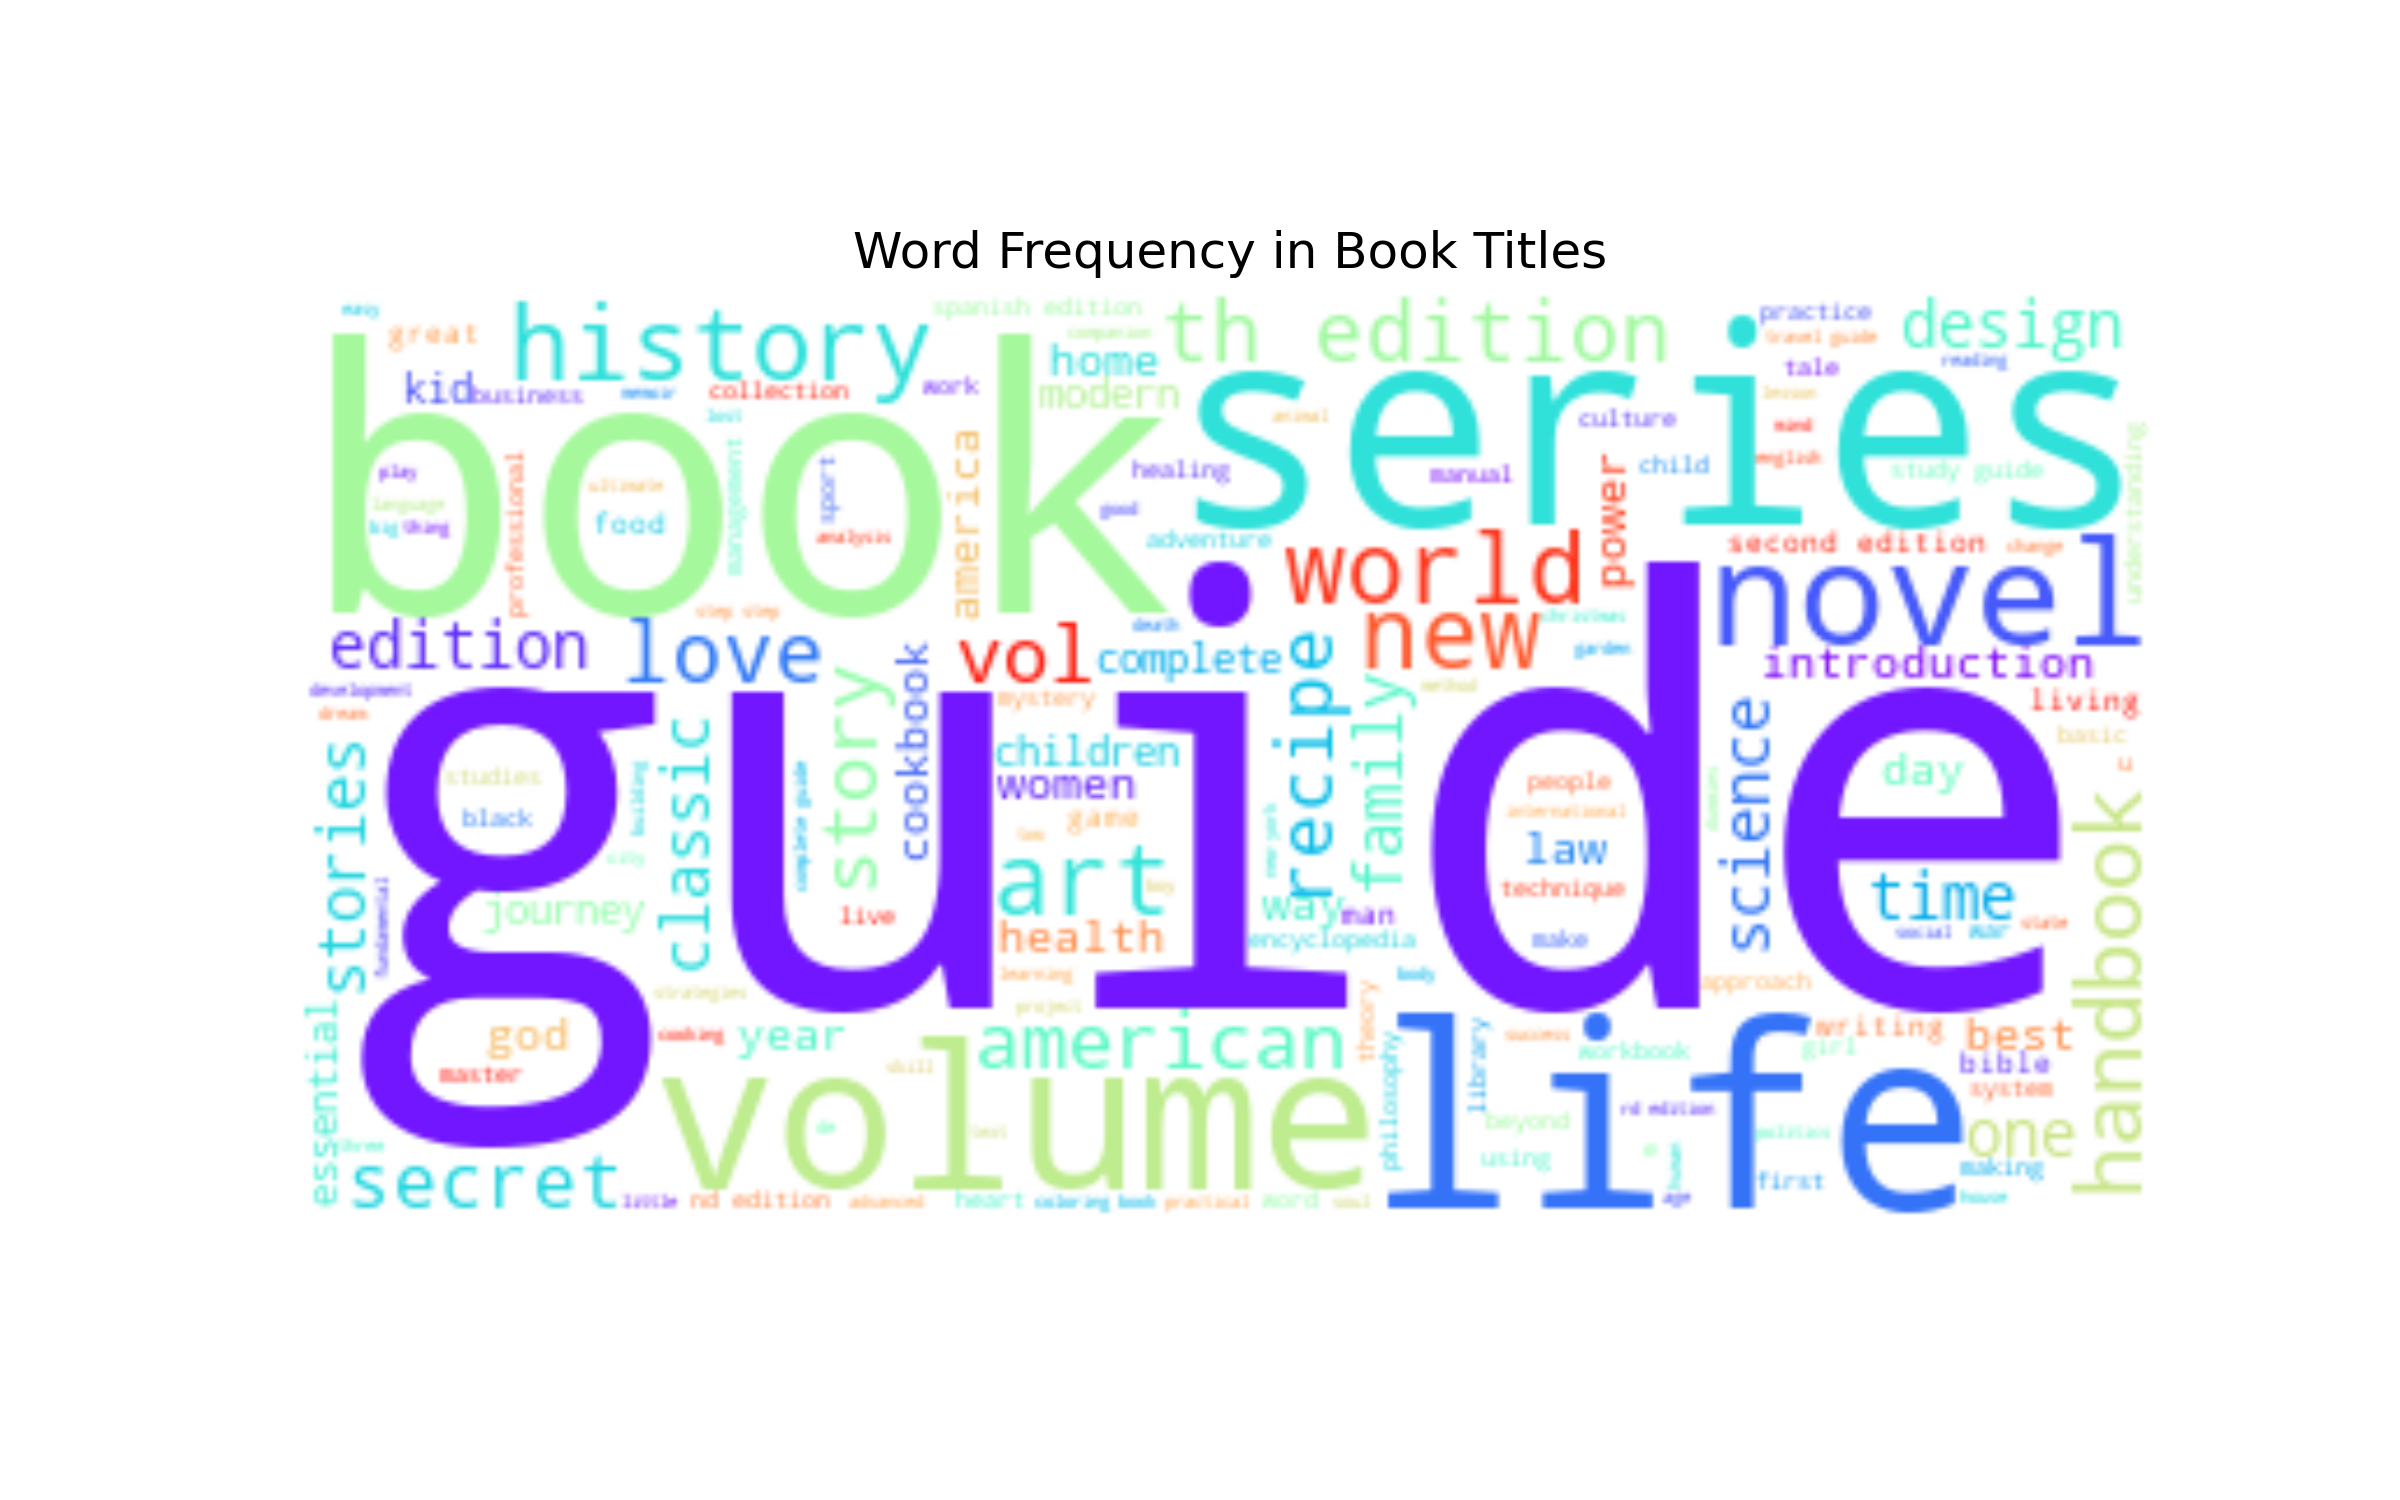 Word Frequency in Book Titles
easy
great
history
spanish edition
companion
th edition
practice
travel guide
design
kid
business
memoir
collection
work
home
modern
tale
reading
book
series
lost
animal
culture
lesson
mind
english
child
study guide
understanding
play
language
big
thing
professional
ultimate
food
management
sport
analysis
america
healing
good
adventure
manual
power
world
second edition
change
novel
step step
edition
love
vol
death
complete
new
christmas
garden
introduction
development
dream
guide
story
cookbook
mystery
recipe
family
method
science
living
basic
u
day
stories
studies
black
building
city
classic
complete guide
children
women
game
art
new york
people
international
law
technique
make
handbook
fundamental
journey
live
boy
health
learning
way
man
encyclopedia
time
social
war
state
body
approach
essential
strategies
project
theory
god
master
cooking
year
american
skill
volume
philosophy
library
success
workbook
girl
writing
best
bible
system
life
rd edition
beyond
using
human
politics
one
first
making
house
three
secret
de
little
nd edition
advanced
heart
coloring book
practical
word
soul
age